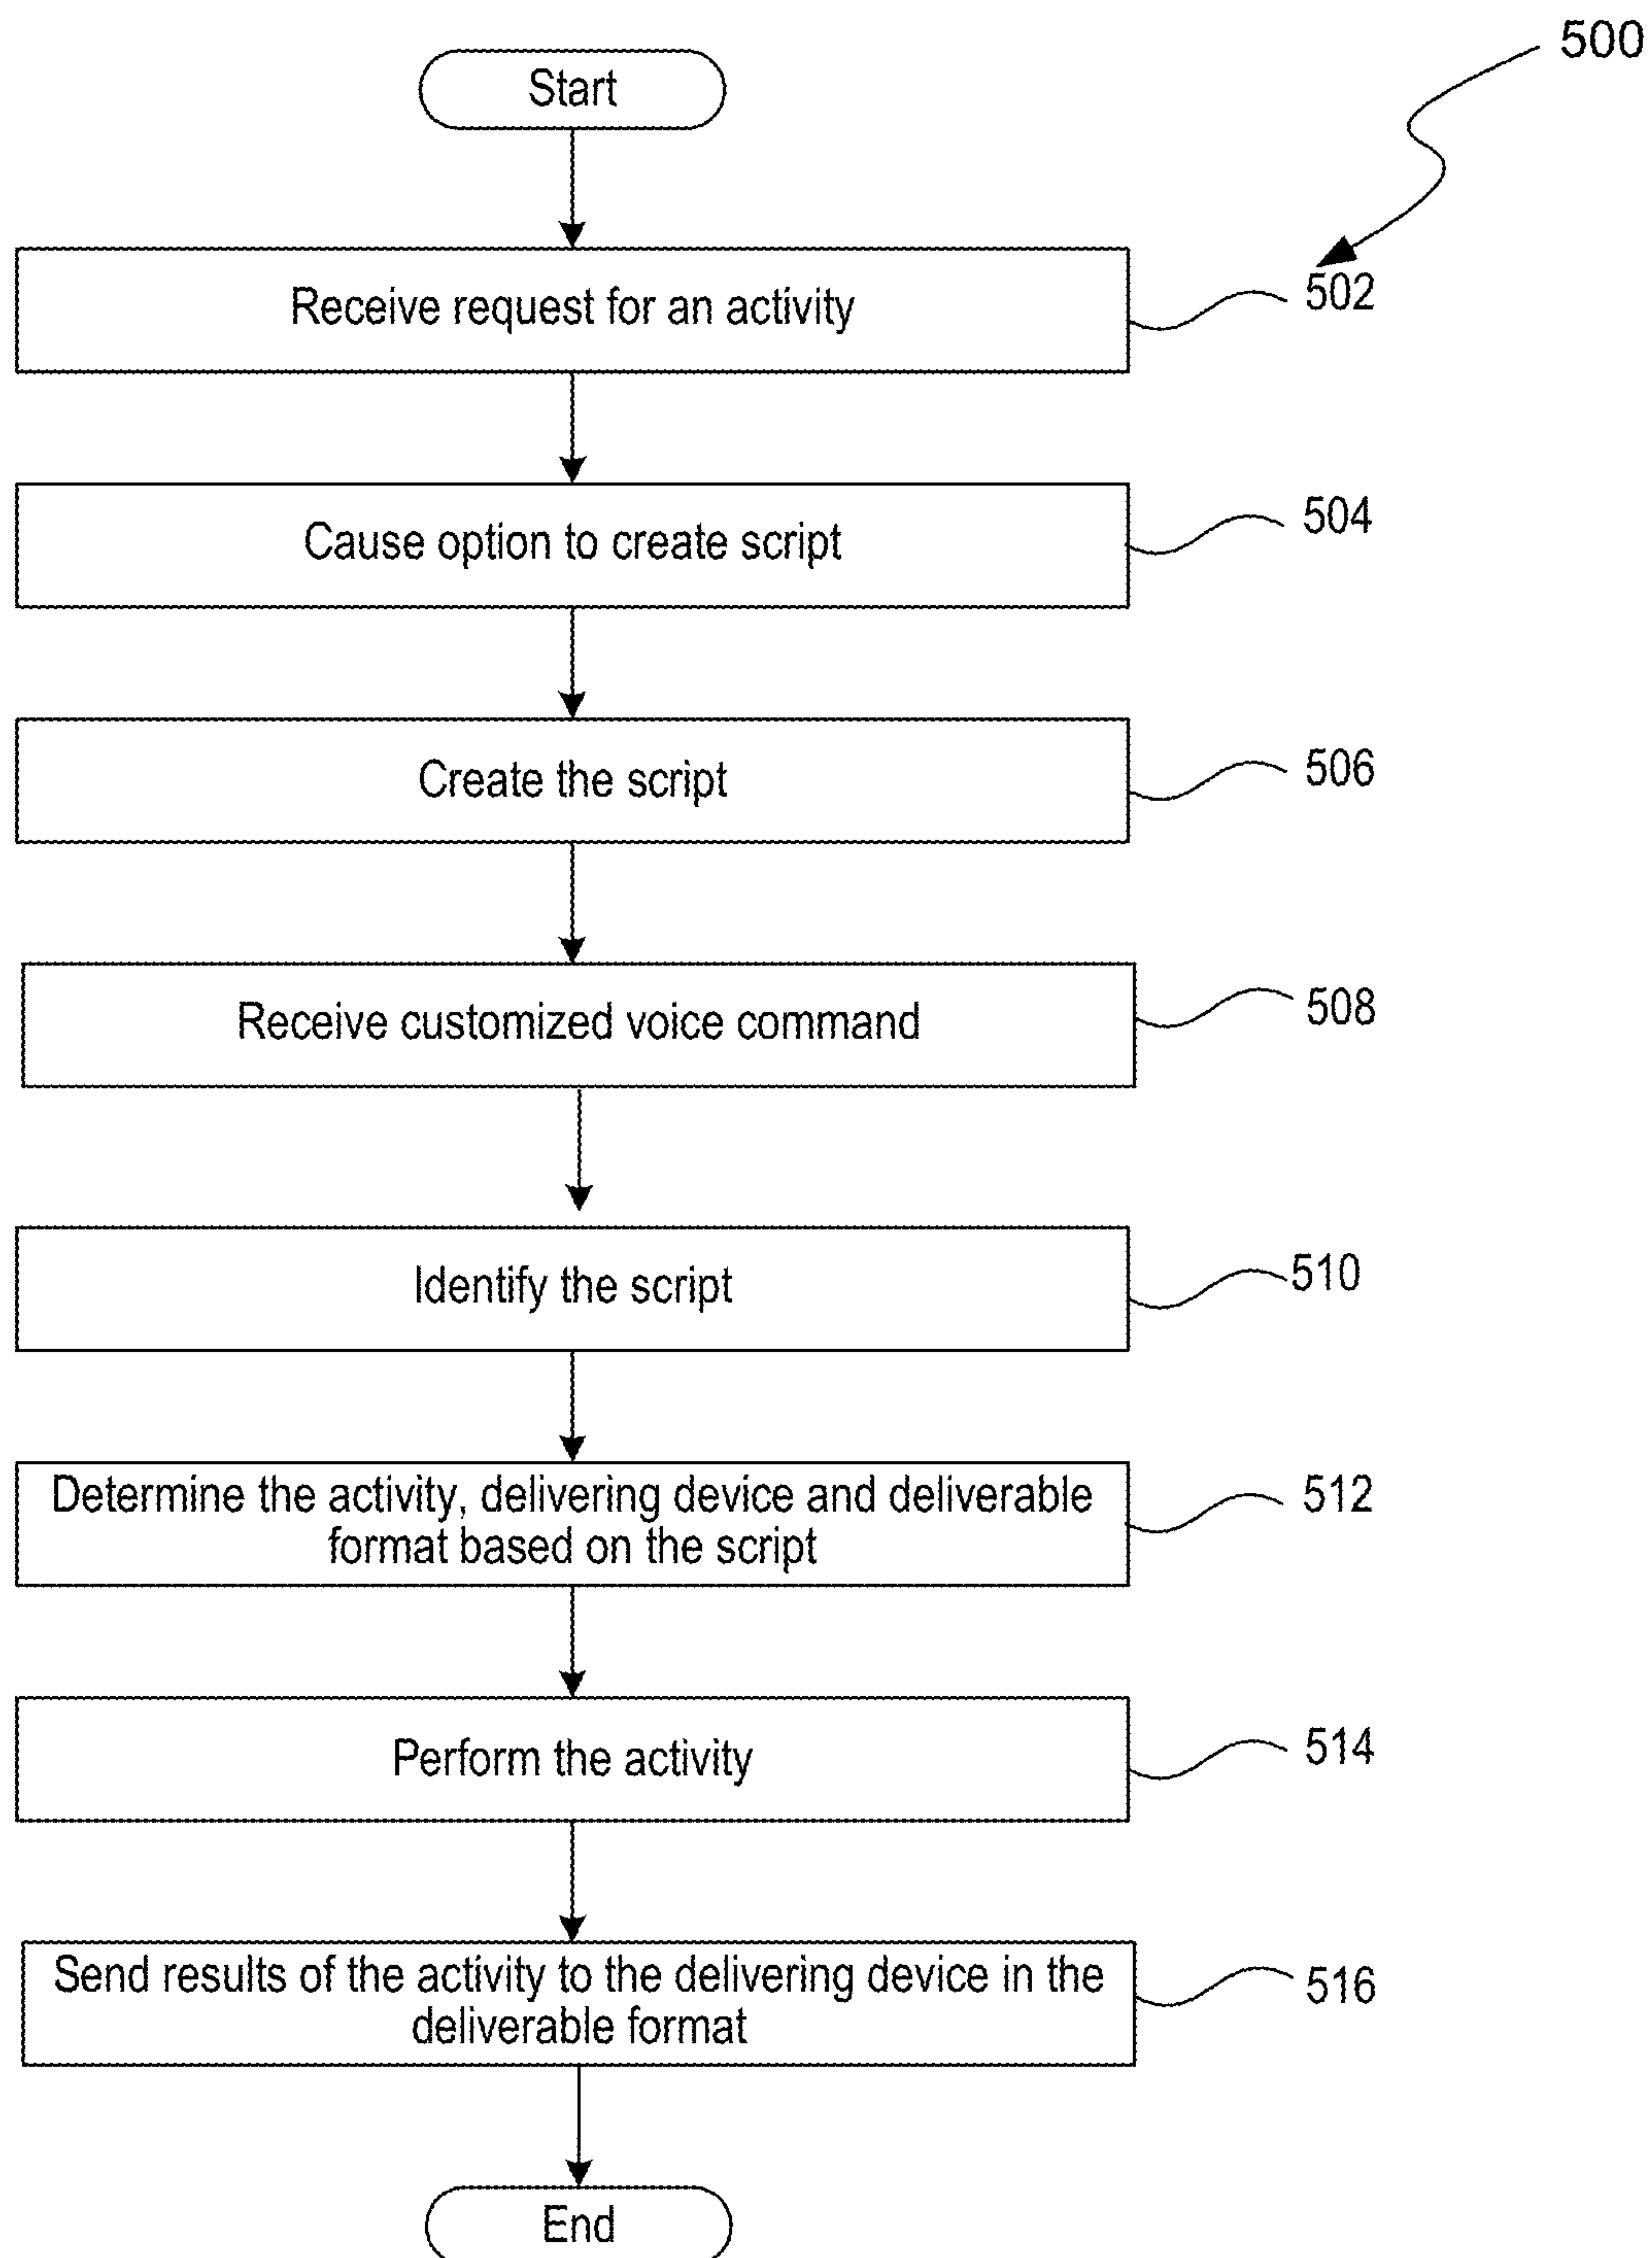 500
Start
Receive request for an activity
502
Cause option to create script
504
Create the script
506
Receive customized voice command
508
Identify the script
510
Determine the activity, delivering device and deliverable
format based on the script
512
Perform the activity
514
Send results of the activity to the delivering device in the
deliverable format
516
End